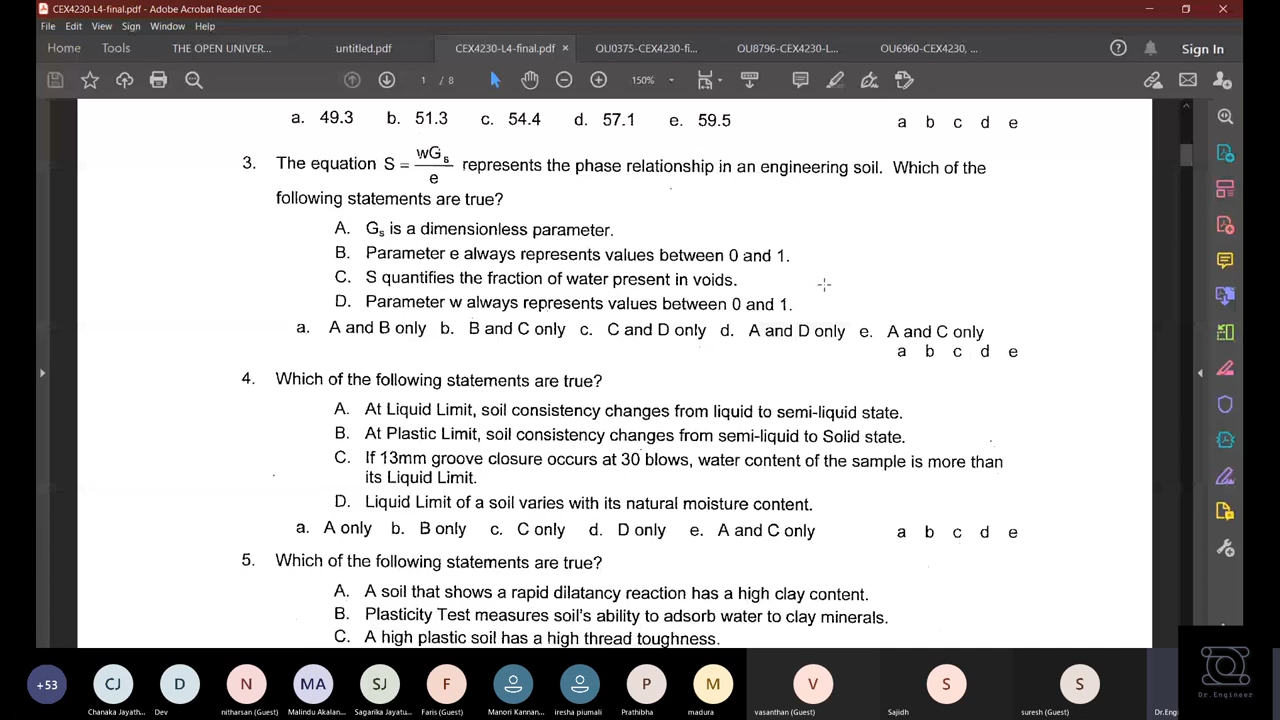 CEX4230-L4-final.pdf - Adobe Acrobat Reader DC
File Edit View Sign Window Help
Home Tools THE OPEN UNIVER... untitled.pdf CEX4230-L4-final.pdf × OU0375-CEX4230-fi... OU8796-CEX4230-L... OU6960-CEX4230, ... Sign In
1 / 8 150%
a. 49.3 b. 51.3 c. 54.4 d. 57.1 e. 59.5 a b c d e
3. The equation S = wGs / e represents the phase relationship in an engineering soil. Which of the
following statements are true?
A. Gs is a dimensionless parameter.
B. Parameter e always represents values between 0 and 1.
C. S quantifies the fraction of water present in voids.
D. Parameter w always represents values between 0 and 1.
a. A and B only b. B and C only c. C and D only d. A and D only e. A and C only
a b c d e
4. Which of the following statements are true?
A. At Liquid Limit, soil consistency changes from liquid to semi-liquid state.
B. At Plastic Limit, soil consistency changes from semi-liquid to Solid state.
C. If 13mm groove closure occurs at 30 blows, water content of the sample is more than
its Liquid Limit.
D. Liquid Limit of a soil varies with its natural moisture content.
a. A only b. B only c. C only d. D only e. A and C only a b c d e
5. Which of the following statements are true?
A. A soil that shows a rapid dilatancy reaction has a high clay content.
B. Plasticity Test measures soil's ability to adsorb water to clay minerals.
C. A high plastic soil has a high thread toughness.
+53 CJ D N MA SJ F P M V S S
Chanaka Jayath... Dev nitharsan (Guest) Malindu Akalan... Sagarika Jayatu... Faris (Guest) Manori Kannan... iresha piumali Prathibha madura vasanthan (Guest) Sajidh suresh (Guest) Dr.Eng
Dr.Engineer